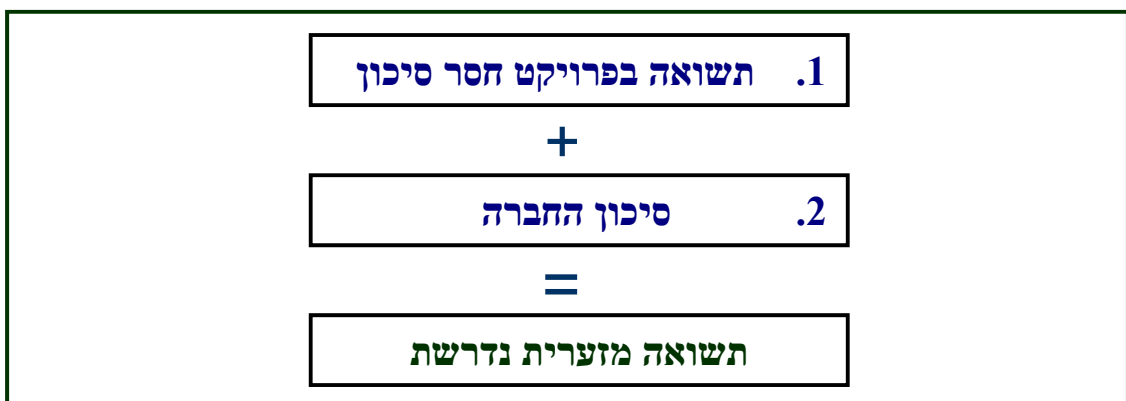 1. תשואה בפרויקט חסר סיכון
+
2. סיכון החברה
=
תשואה מזערית נדרשת